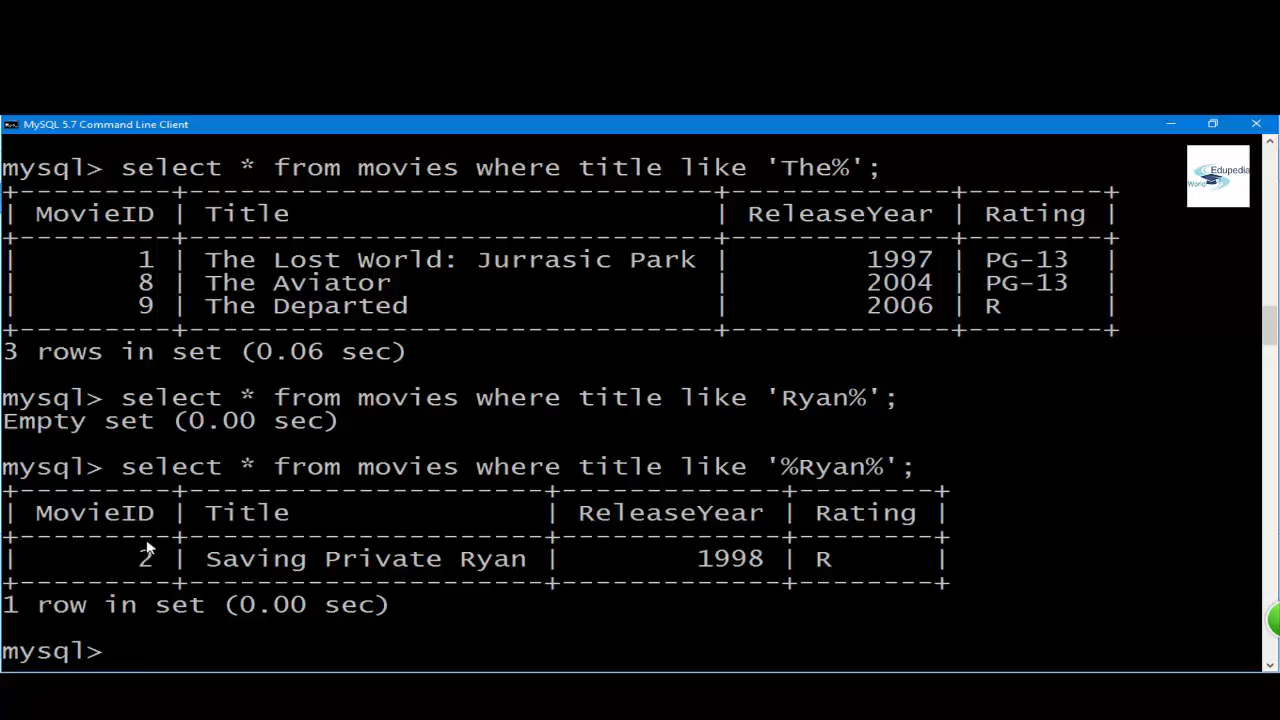 MySQL 5.7 Command Line Client
mysql> select * from movies where title like 'The%';
+---------+-------------------------------+-------------+--------+
| MovieID | Title                         | ReleaseYear | Rating |
+---------+-------------------------------+-------------+--------+
|       1 | The Lost World: Jurrasic Park |        1997 | PG-13  |
|       8 | The Aviator                   |        2004 | PG-13  |
|       9 | The Departed                  |        2006 | R      |
+---------+-------------------------------+-------------+--------+
3 rows in set (0.06 sec)
mysql> select * from movies where title like 'Ryan%';
Empty set (0.00 sec)
mysql> select * from movies where title like '%Ryan%';
+---------+---------------------+-------------+--------+
| MovieID | Title               | ReleaseYear | Rating |
+---------+---------------------+-------------+--------+
|       2 | Saving Private Ryan |        1998 | R      |
+---------+---------------------+-------------+--------+
1 row in set (0.00 sec)
mysql>
Edupedia
World